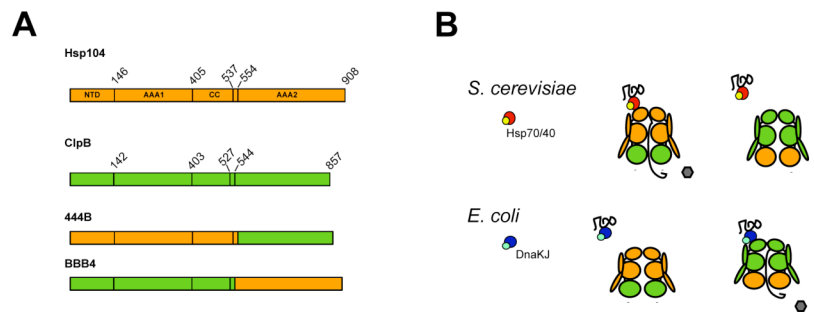 A
Hsp104
146 405 537 554 908
NTD AAA1 CC AAA2
ClpB
142 403 527 544 857
444B
BBB4
B
S. cerevisiae
Hsp70/40
E. coli
DnaKJ